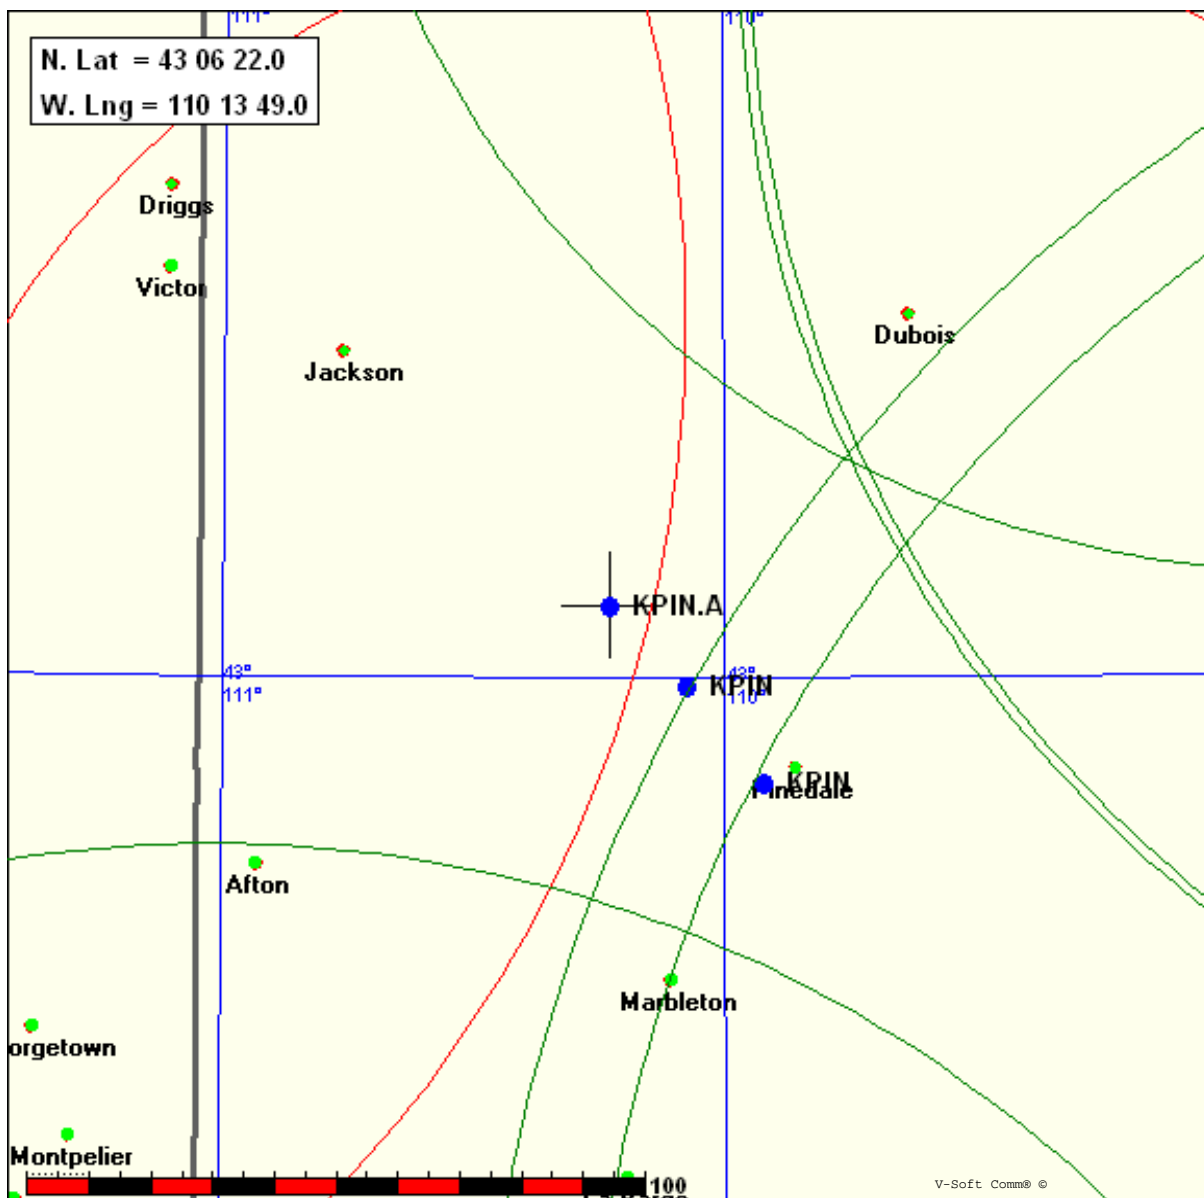 111°
110°
N. Lat = 43 06 22.0
W. Lng = 110 13 49.0
Driggs
Victor
Dubois
Jackson
KPIN.A
43°
43°
KPIN
111°
110°
KPIN
Pinedale
Afton
Marbleton
orgetown
Montpelier
100
V-Soft Comm® ©